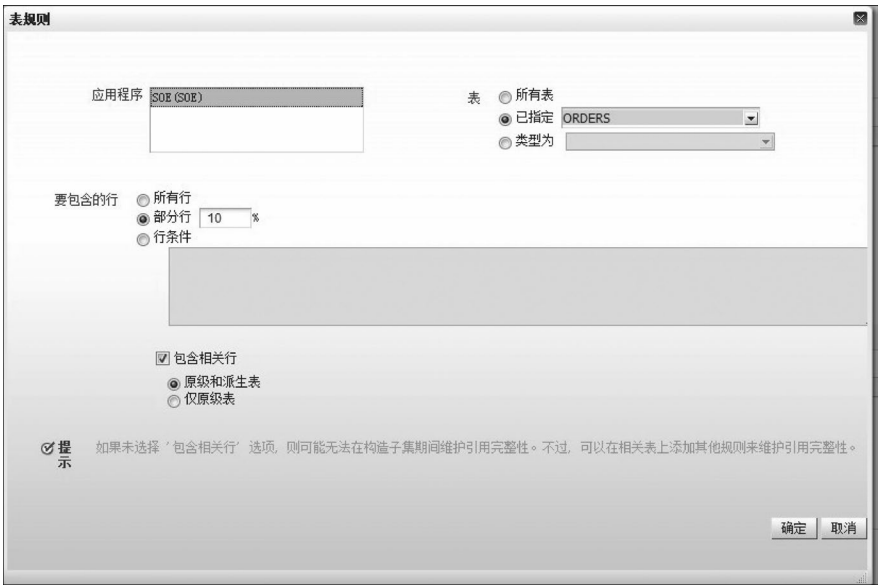 表规则
应用程序
SOE(SOE)
表
所有表
已指定 ORDERS
类型为
要包含的行
所有行
部分行 10 %
行条件
包含相关行
原级和派生表
仅原级表
提示
如果未选择 '包含相关行' 选项, 则可能无法在构造子集期间维护引用完整性。不过, 可以在相关表上添加其他规则来维护引用完整性。
确定 取消